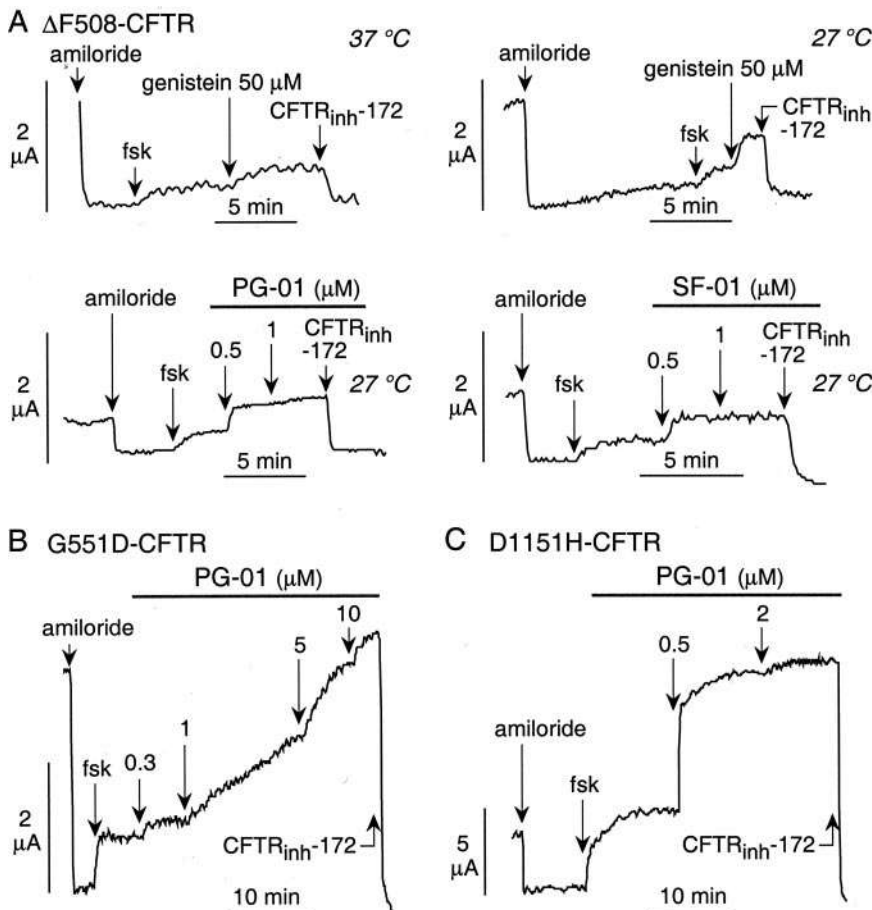 A ΔF508-CFTR
37 °C
amiloride
genistein 50 μM
CFTRinh-172
fsk
2
μA
5 min
27 °C
genistein 50 μM
amiloride
CFTRinh
-172
fsk
2
μA
5 min
PG-01 (μM)
amiloride
1
CFTRinh
-172
0.5
fsk
27 °C
2
μA
5 min
SF-01 (μM)
amiloride
1
CFTRinh
-172
0.5
fsk
27 °C
2
μA
5 min
B G551D-CFTR
PG-01 (μM)
amiloride
10
5
1
fsk
0.3
2
μA
CFTRinh-172
10 min
C D1151H-CFTR
PG-01 (μM)
2
0.5
amiloride
fsk
5
μA
CFTRinh-172
10 min